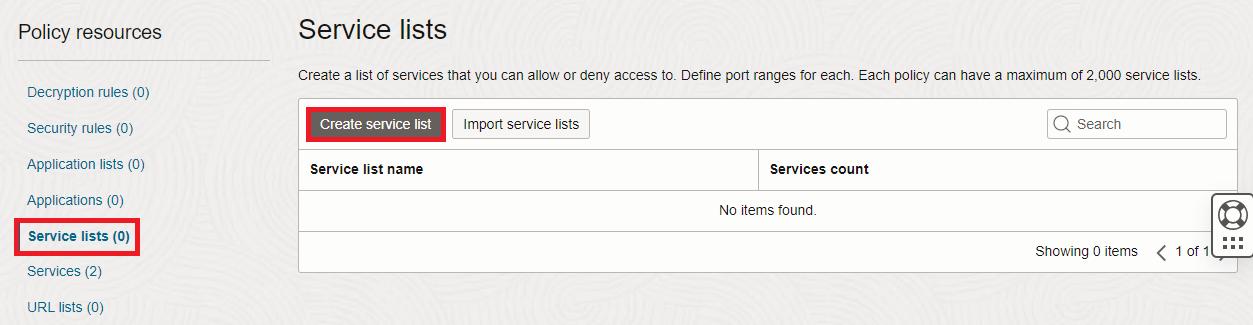 Policy resources
Decryption rules (0)
Security rules (0)
Application lists (0)
Applications (0)
Service lists (0)
Services (2)
URL lists (0)
Service lists
Create a list of services that you can allow or deny access to. Define port ranges for each. Each policy can have a maximum of 2,000 service lists.
Create service list Import service lists Search
Service list name Services count
No items found.
Showing 0 items 1 of 1